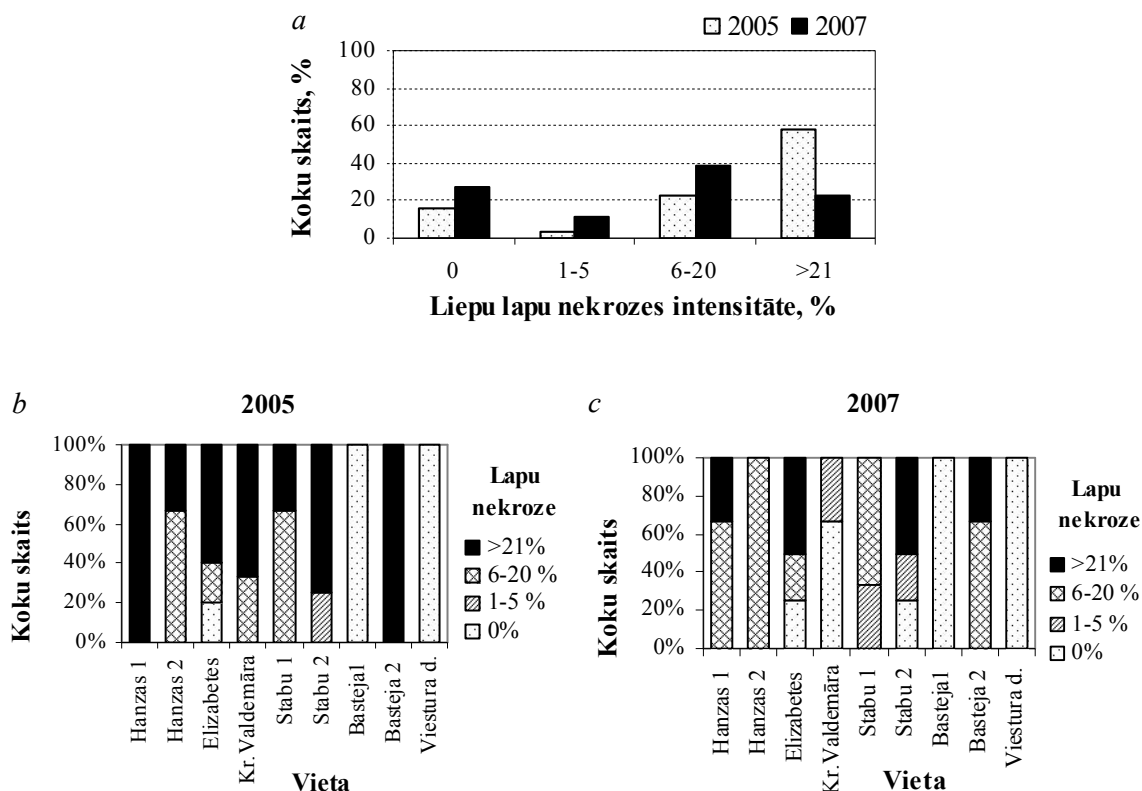 a
2005 2007
100
80
60
40
20
0
Koku skaits, %
0 1-5 6-20 >21
Liepu lapu nekrozes intensitāte, %
b
2005
100%
80%
60%
40%
20%
0%
Koku skaits
Hanzas 1
Hanzas 2
Elizabetes
Kr. Valdemāra
Stabu 1
Stabu 2
Basteja1
Basteja 2
Viestura d.
Vieta
Lapu
nekroze
>21%
6-20 %
1-5 %
0%
c
2007
100%
80%
60%
40%
20%
0%
Koku skaits
Hanzas 1
Hanzas 2
Elizabetes
Kr. Valdemāra
Stabu 1
Stabu 2
Basteja1
Basteja 2
Viestura d.
Vieta
Lapu
nekroze
>21%
6-20 %
1-5 %
0%